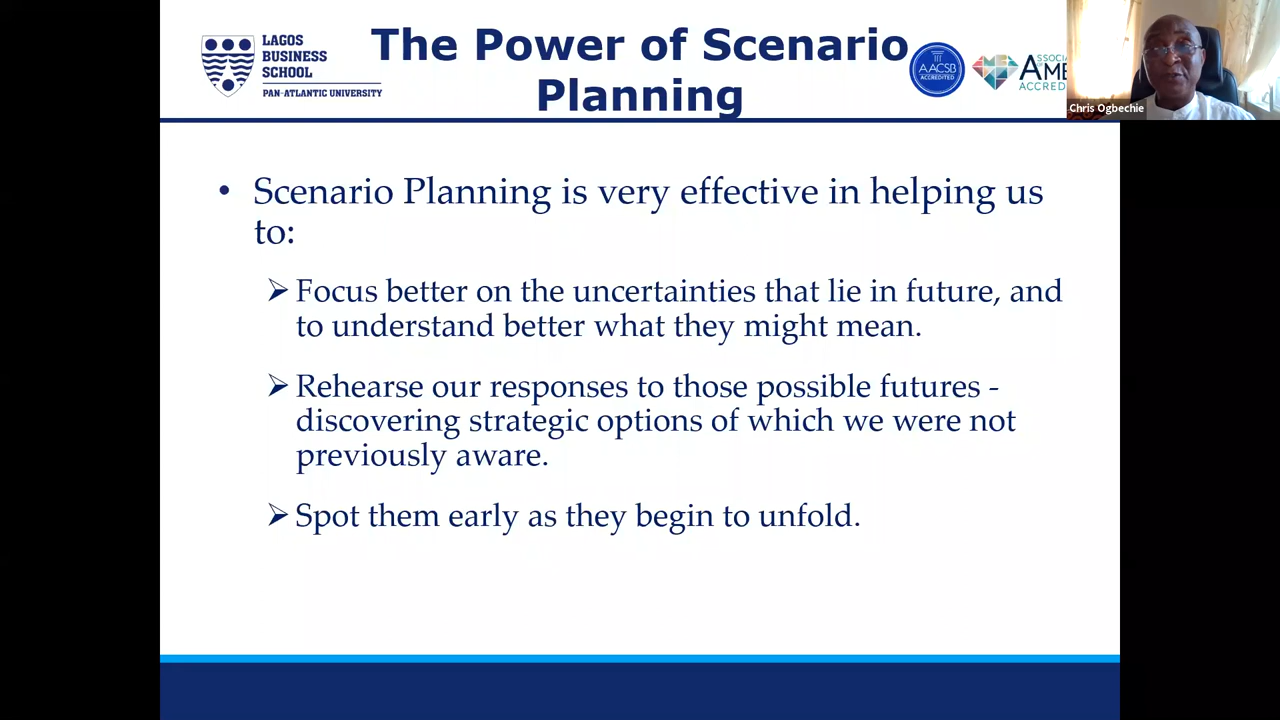 LAGOS
BUSINESS
SCHOOL
PAN-ATLANTIC UNIVERSITY
The Power of Scenario
Planning
AACSB
ACCREDITED
Chris Ogbechie
• Scenario Planning is very effective in helping us
to:
➢ Focus better on the uncertainties that lie in future, and
to understand better what they might mean.
➢ Rehearse our responses to those possible futures -
discovering strategic options of which we were not
previously aware.
➢ Spot them early as they begin to unfold.